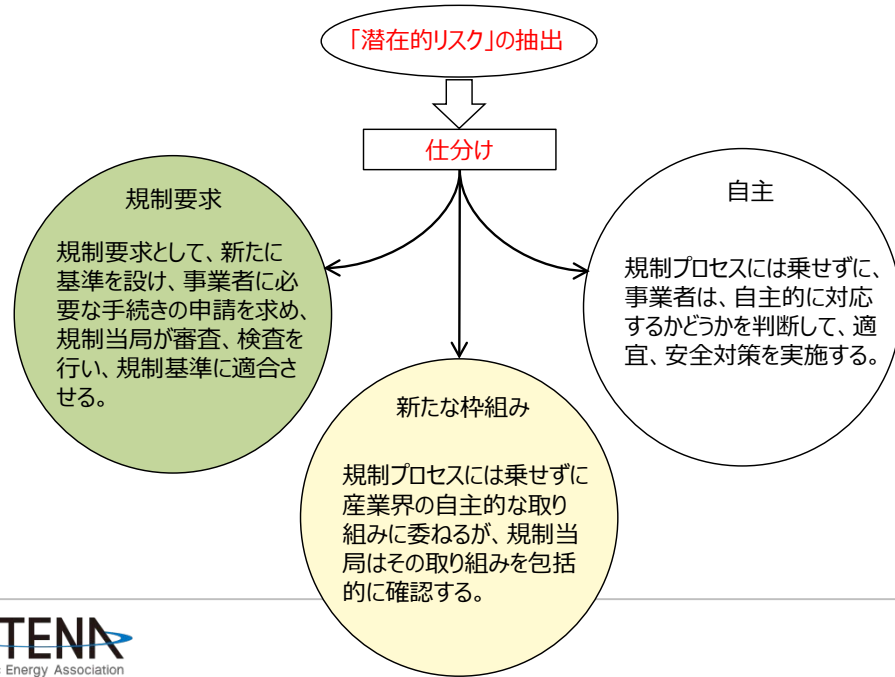 「潜在的リスク」の抽出
仕分け
規制要求
規制要求として、新たに
基準を設け、事業者に必
要な手続きの申請を求め、
規制当局が審査、検査を
行い、規制基準に適合さ
せる。
新たな枠組み
規制プロセスには乗せずに
産業界の自主的な取り
組みに委ねるが、規制当
局はその取り組みを包括
的に確認する。
自主
規制プロセスには乗せずに、
事業者は、自主的に対応
するかどうかを判断して、適
宜、安全対策を実施する。
TENA
Energy Association